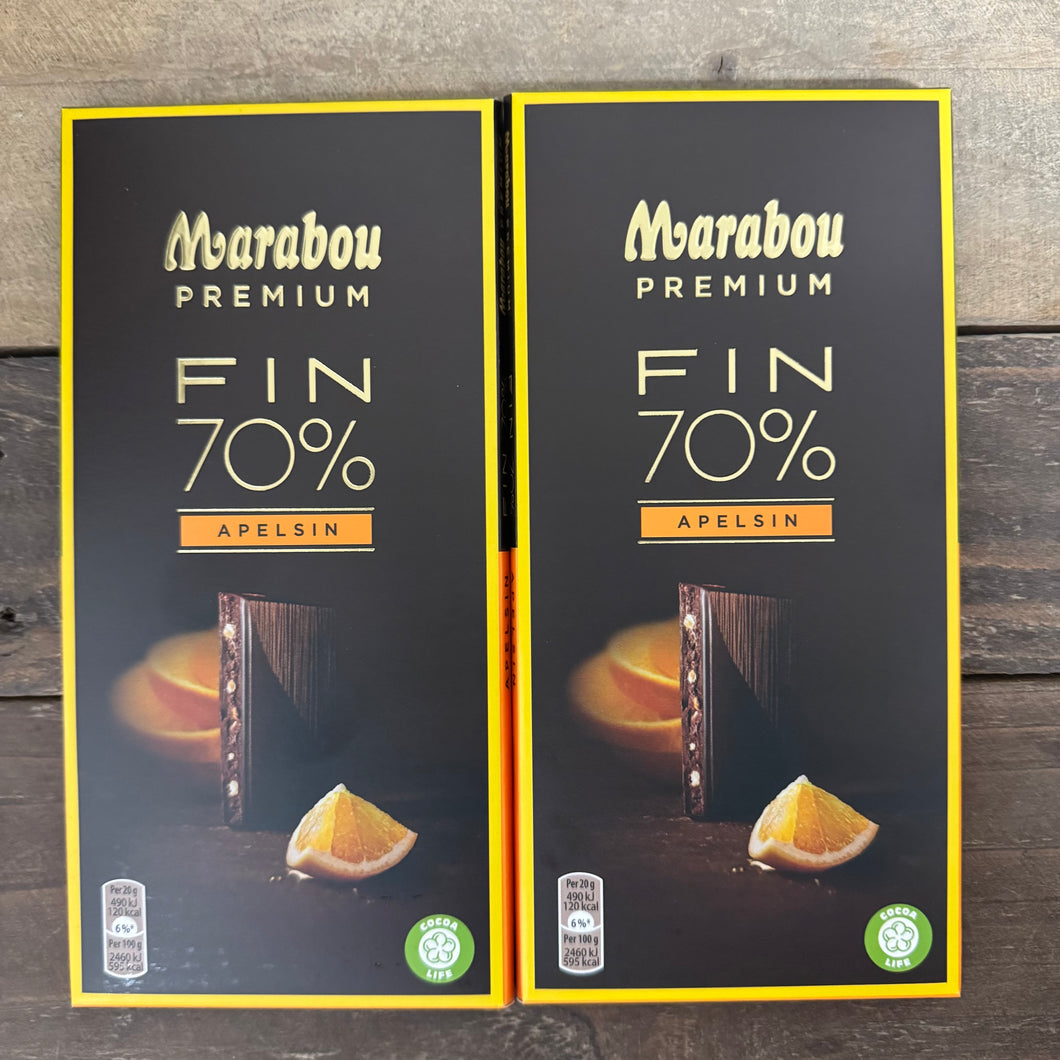 Marabou
PREMIUM
FIN
70%
APELSIN
Per 20 g
490 kJ
120 kcal
6%*
Per 100 g
2460 kJ
595 kcal
COCOA
LIFE
Marabou
APELSIN
Marabou
PREMIUM
FIN
70%
APELSIN
Per 20 g
490 kJ
120 kcal
6%*
Per 100 g
2460 kJ
595 kcal
COCOA
LIFE